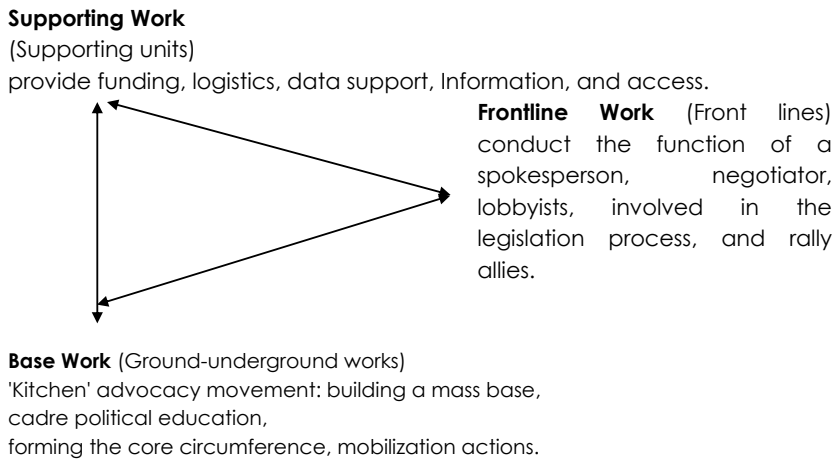 Supporting Work
(Supporting units)
provide funding, logistics, data support, Information, and access.
Frontline Work (Front lines)
conduct the function of a
spokesperson, negotiator,
lobbyists, involved in the
legislation process, and rally
allies.
Base Work (Ground-underground works)
'Kitchen' advocacy movement: building a mass base,
cadre political education,
forming the core circumference, mobilization actions.